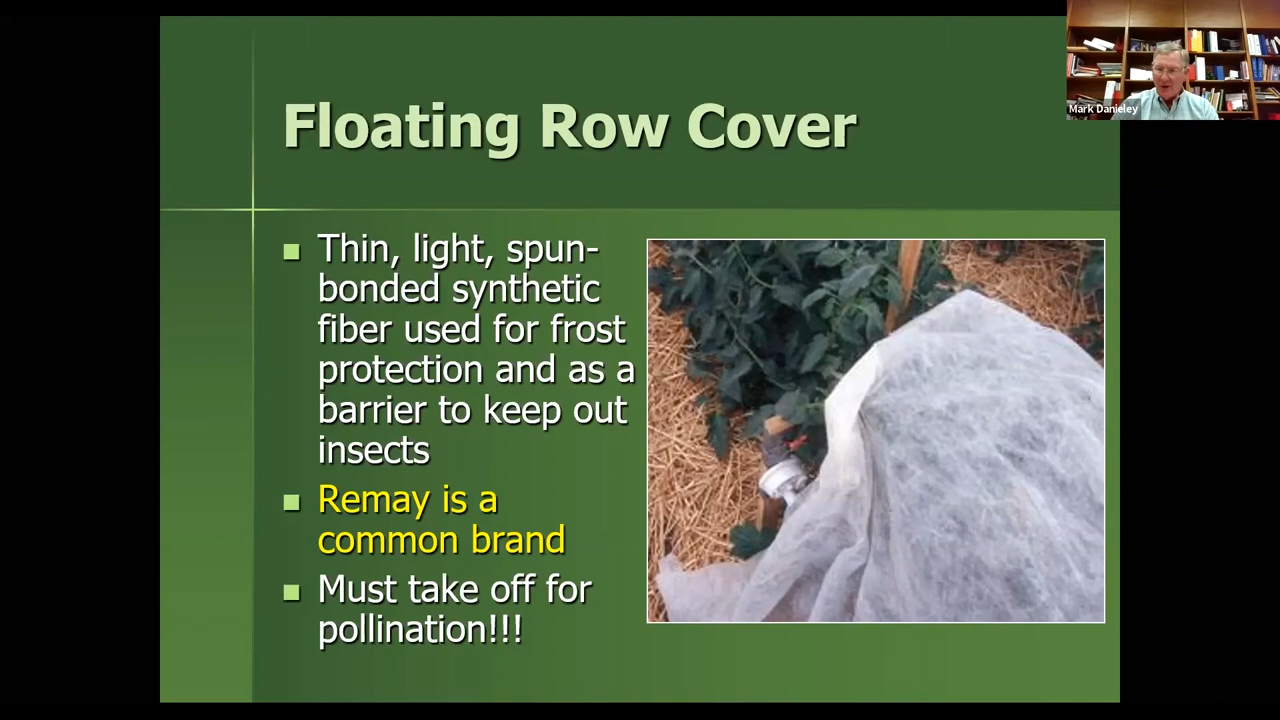 Mark Danieley
Floating Row Cover
Thin, light, spun-
bonded synthetic
fiber used for frost
protection and as a
barrier to keep out
insects
Remay is a
common brand
Must take off for
pollination!!!